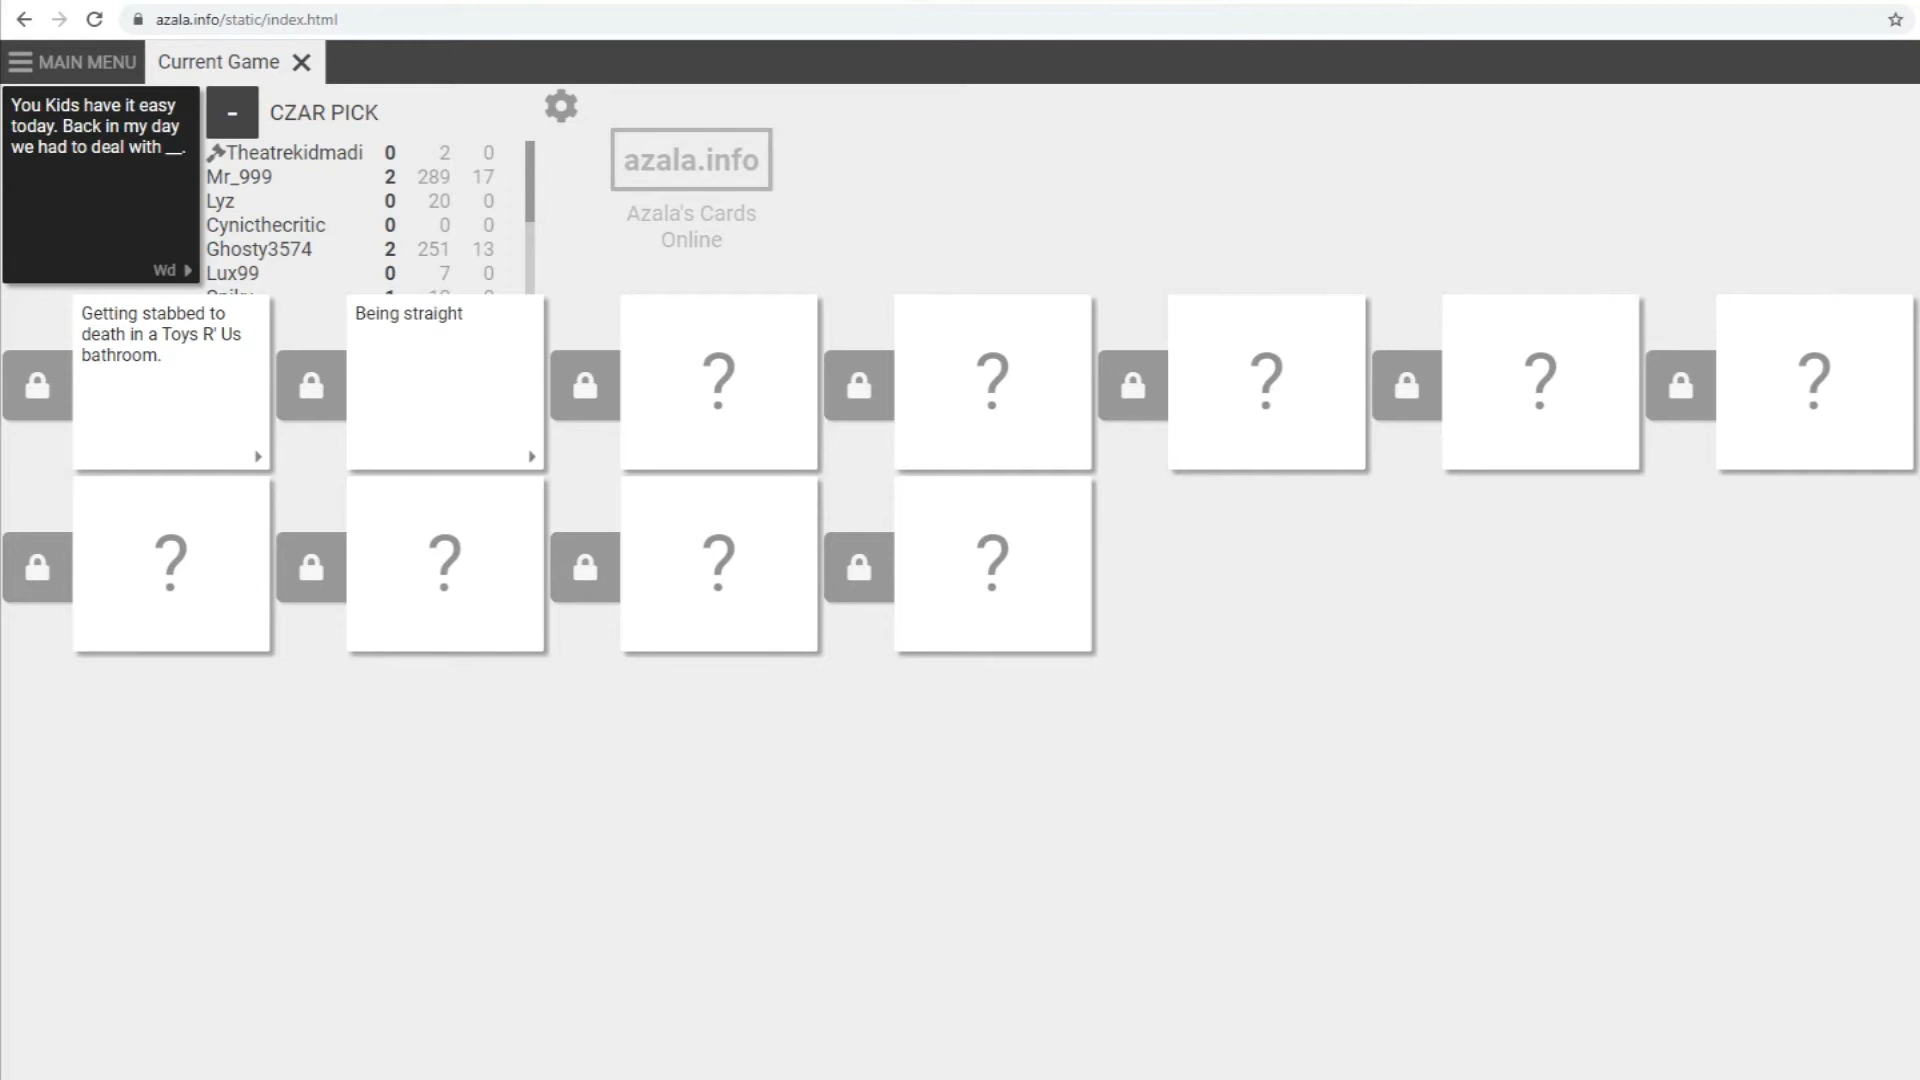 azala.info/static/index.html
MAIN MENU
Current Game
You Kids have it easy
today. Back in my day
we had to deal with __.
Wd
-
CZAR PICK
Theatrekidmadi 0 2 0
Mr_999 2 289 17
Lyz 0 20 0
Cynicthecritic 0 0 0
Ghosty3574 2 251 13
Lux99 0 7 0
azala.info
Azala's Cards
Online
Getting stabbed to
death in a Toys R' Us
bathroom.
Being straight
?
?
?
?
?
?
?
?
?